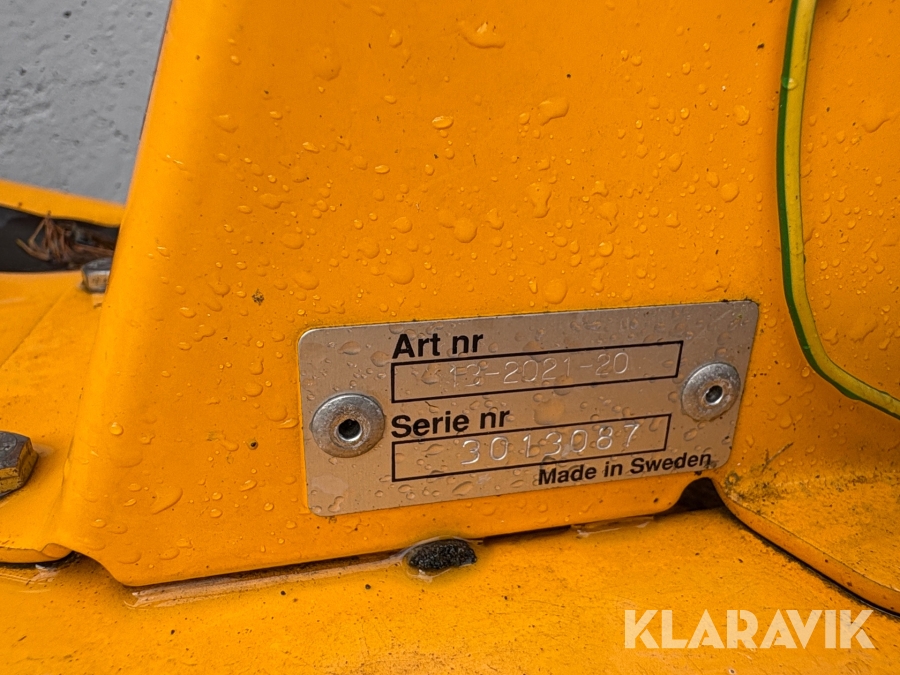 Art nr
13-2021-20
Serie nr
3013087
Made in Sweden
KLARAVIK